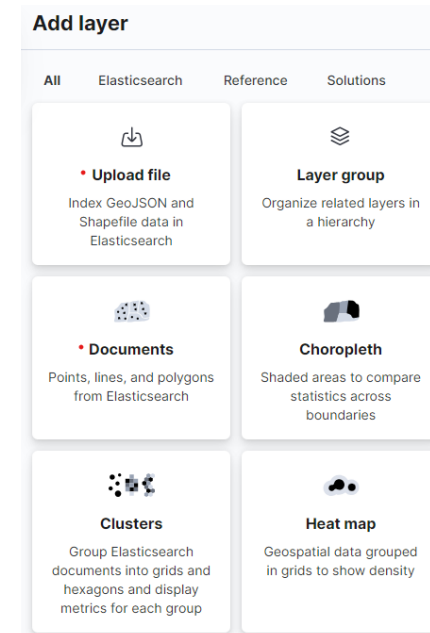 Add layer
All Elasticsearch Reference Solutions
Upload file
Index GeoJSON and
Shapefile data in
Elasticsearch
Layer group
Organize related layers in
a hierarchy
Documents
Points, lines, and polygons
from Elasticsearch
Choropleth
Shaded areas to compare
statistics across
boundaries
Clusters
Group Elasticsearch
documents into grids and
hexagons and display
metrics for each group
Heat map
Geospatial data grouped
in grids to show density